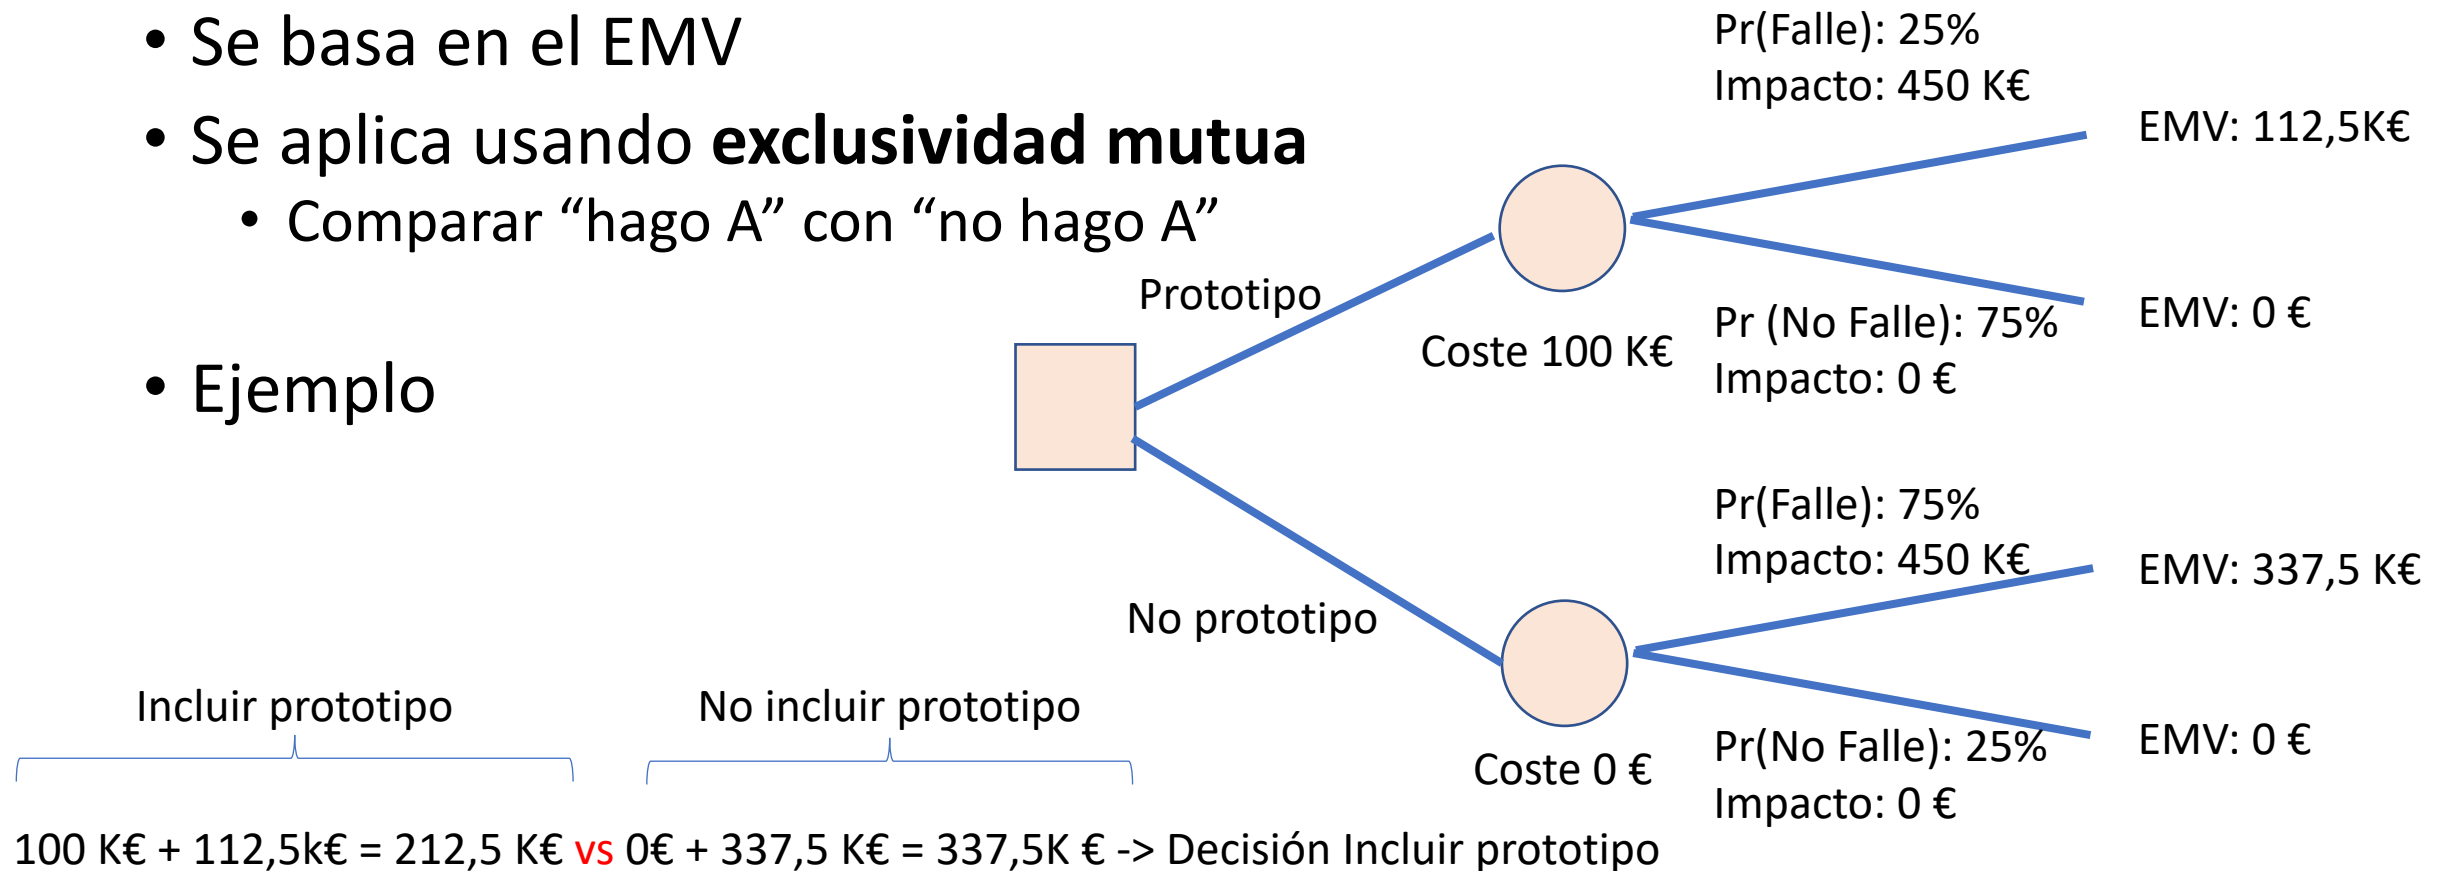 • Se basa en el EMV
• Se aplica usando exclusividad mutua
• Comparar “hago A” con “no hago A”
• Ejemplo
Prototipo
No prototipo
Coste 100 K€
Pr(Falle): 25%
Impacto: 450 K€
EMV: 112,5K€
Pr (No Falle): 75%
Impacto: 0 €
EMV: 0 €
Coste 0 €
Pr(Falle): 75%
Impacto: 450 K€
EMV: 337,5 K€
Pr(No Falle): 25%
Impacto: 0 €
EMV: 0 €
Incluir prototipo
No incluir prototipo
100 K€ + 112,5k€ = 212,5 K€ vs 0€ + 337,5 K€ = 337,5K € -> Decisión Incluir prototipo